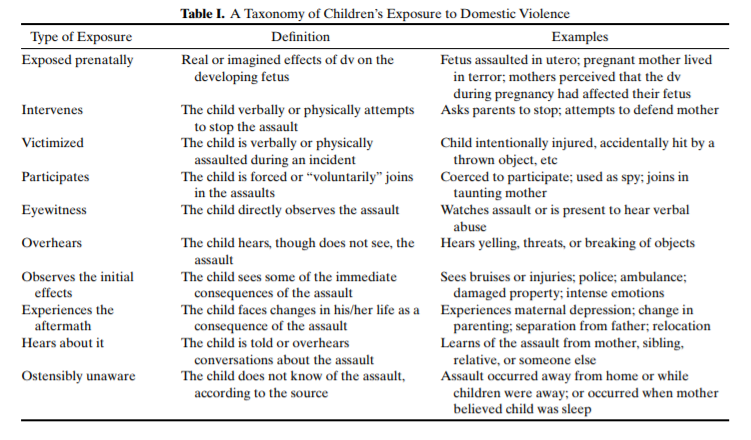 Table I. A Taxonomy of Children's Exposure to Domestic Violence
Type of Exposure Definition Examples
Exposed prenatally Real or imagined effects of dv on the Fetus assaulted in utero; pregnant mother lived
developing fetus in terror; mothers perceived that the dv
during pregnancy had affected their fetus
Intervenes The child verbally or physically attempts Asks parents to stop; attempts to defend mother
to stop the assault
Victimized The child is verbally or physically Child intentionally injured, accidentally hit by a
assaulted during an incident thrown object, etc
Participates The child is forced or “voluntarily” joins Coerced to participate; used as spy; joins in
in the assaults taunting mother
Eyewitness The child directly observes the assault Watches assault or is present to hear verbal
abuse
Overhears The child hears, though does not see, the Hears yelling, threats, or breaking of objects
assault
Observes the initial The child sees some of the immediate Sees bruises or injuries; police; ambulance;
effects consequences of the assault damaged property; intense emotions
Experiences the The child faces changes in his/her life as a Experiences maternal depression; change in
aftermath consequence of the assault parenting; separation from father; relocation
Hears about it The child is told or overhears Learns of the assault from mother, sibling,
conversations about the assault relative, or someone else
Ostensibly unaware The child does not know of the assault, Assault occurred away from home or while
according to the source children were away; or occurred when mother
believed child was sleep